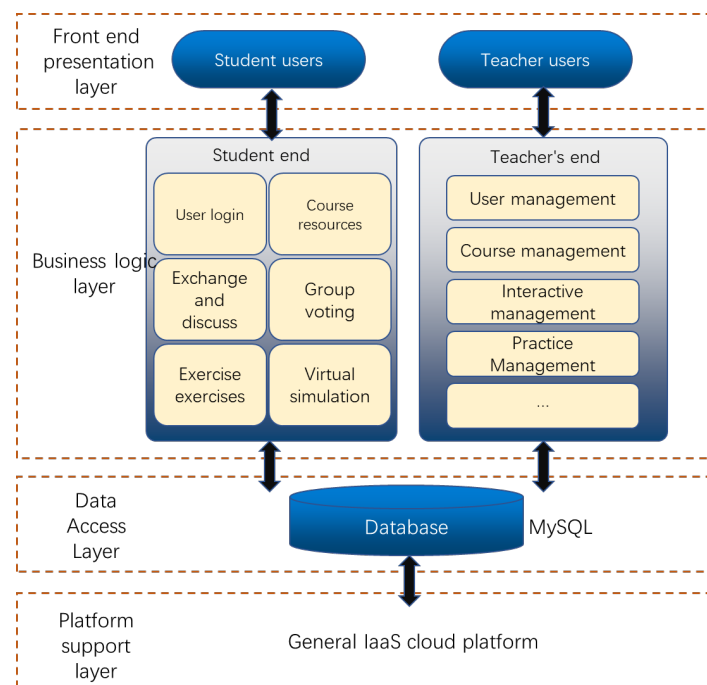 Front end
presentation
layer
Student users
Teacher users
Business logic
layer
Student end
User login
Course
resources
Exchange
and
discuss
Group
voting
Exercise
exercises
Virtual
simulation
Teacher's end
User management
Course management
Interactive
management
Practice
Management
...
Data
Access
Layer
Database
MySQL
Platform
support
layer
General IaaS cloud platform